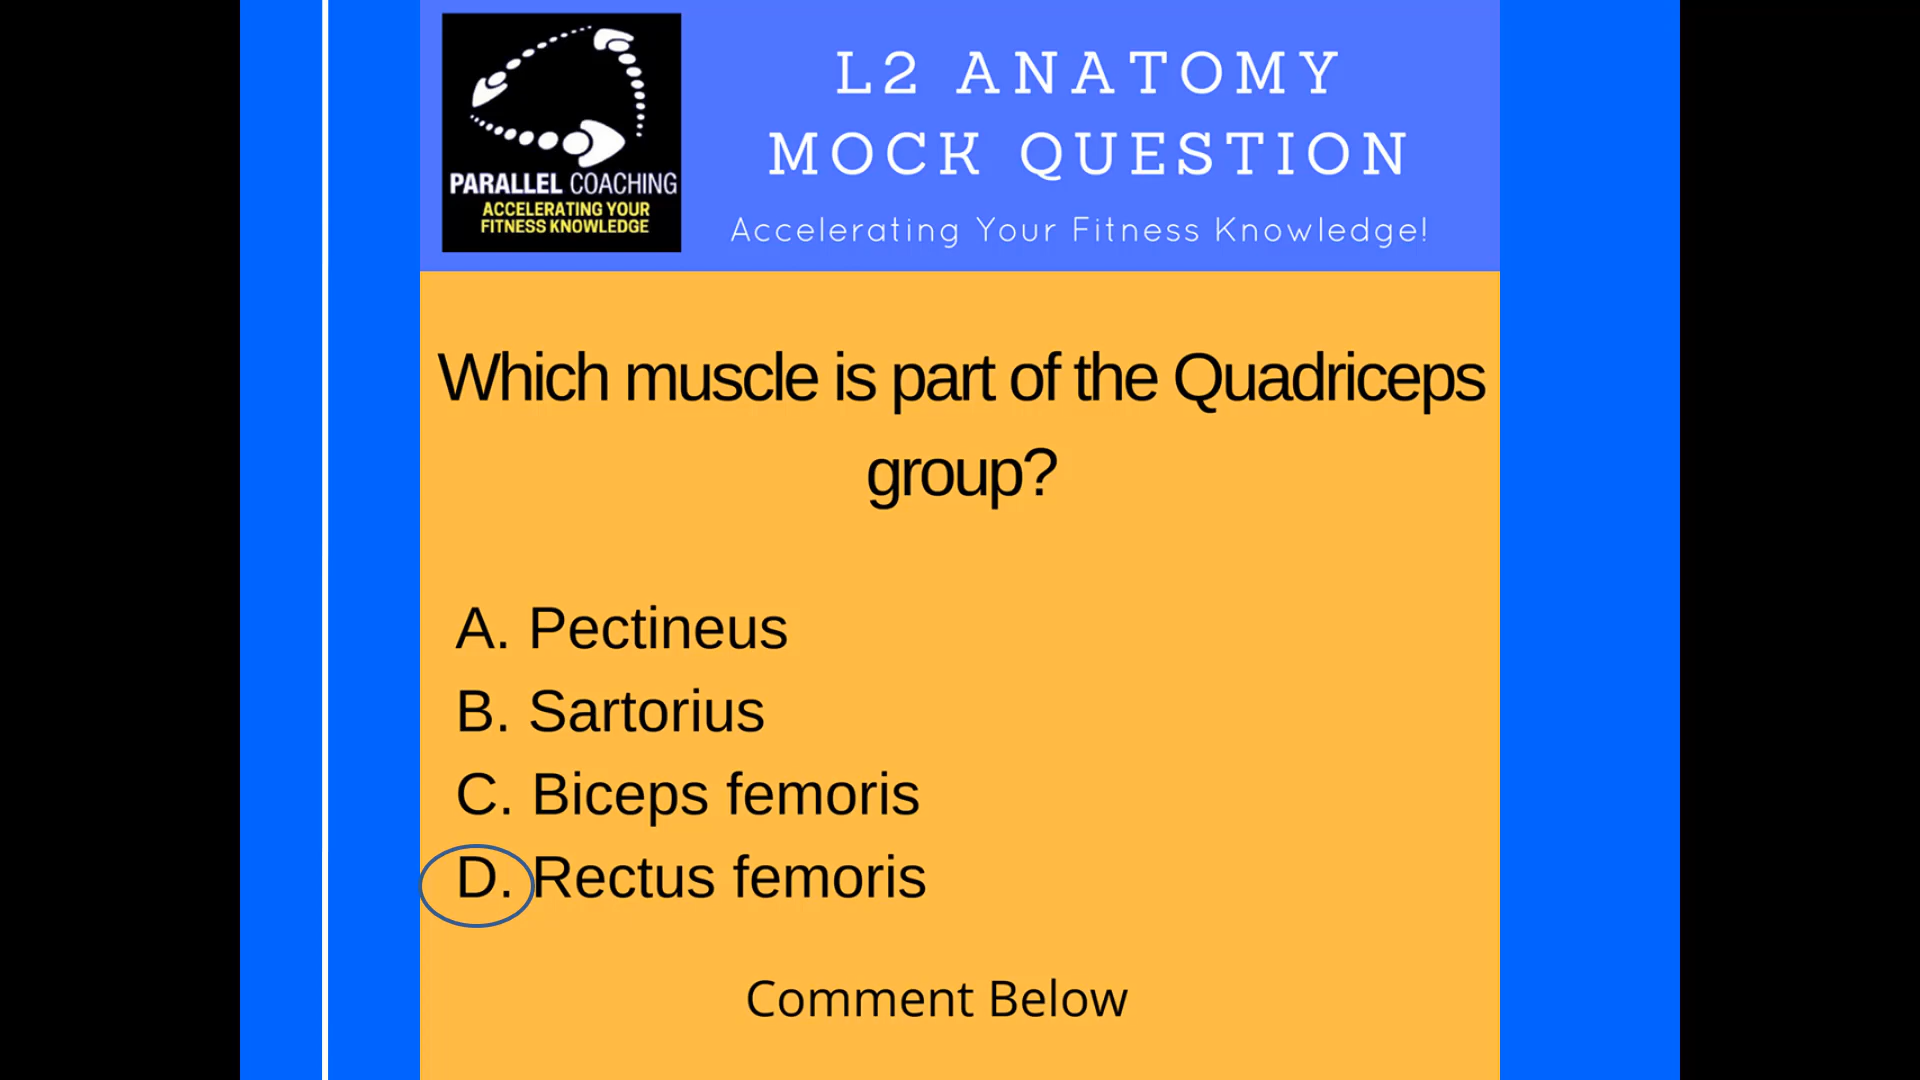 PARALLEL COACHING
ACCELERATING YOUR
FITNESS KNOWLEDGE
L2 ANATOMY
MOCK QUESTION
Accelerating Your Fitness Knowledge!
Which muscle is part of the Quadriceps
group?
A. Pectineus
B. Sartorius
C. Biceps femoris
D. Rectus femoris
Comment Below